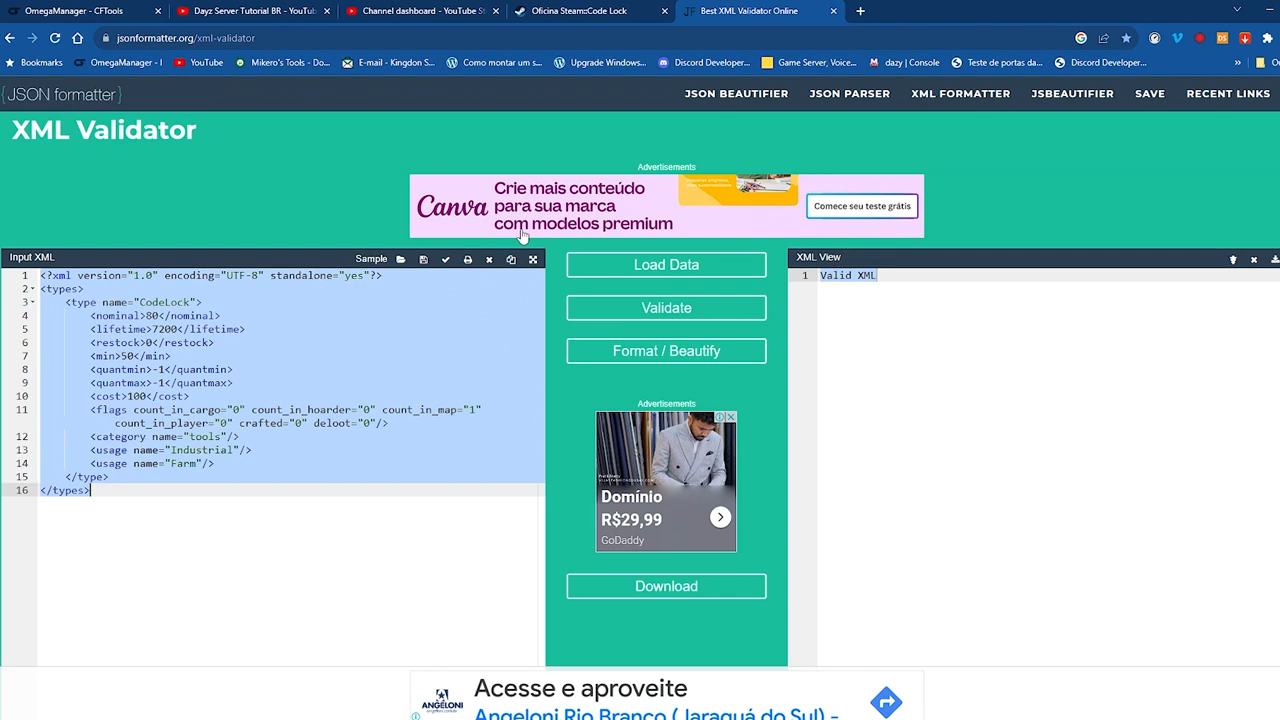 OmegaManager - CFTools
Dayz Server Tutorial BR - YouTube
Channel dashboard - YouTube St
Oficina Steam::Code Lock
JF Best XML Validator Online
jsonformatter.org/xml-validator
Bookmarks
OmegaManager - I
YouTube
Mikero's Tools - Do...
E-mail - Kingdon S...
Como montar um s...
Upgrade Windows...
Discord Developer...
Game Server, Voice...
dazy | Console
Teste de portas da...
Discord Developer...
»
{JSON formatter}
JSON BEAUTIFIER
JSON PARSER
XML FORMATTER
JSBEAUTIFIER
SAVE
RECENT LINKS
XML Validator
Advertisements
Canva
Crie mais conteúdo
para sua marca
com modelos premium
Comece seu teste grátis
Input XML
Sample
1 <?xml version="1.0" encoding="UTF-8" standalone="yes"?>
2 <types>
3 <type name="CodeLock">
4 <nominal>80</nominal>
5 <lifetime>7200</lifetime>
6 <restock>0</restock>
7 <min>50</min>
8 <quantmin>-1</quantmin>
9 <quantmax>-1</quantmax>
10 <cost>100</cost>
11 <flags count_in_cargo="0" count_in_hoarder="0" count_in_map="1"
count_in_player="0" crafted="0" deloot="0"/>
12 <category name="tools"/>
13 <usage name="Industrial"/>
14 <usage name="Farm"/>
15 </type>
16 </types>
Load Data
Validate
Format / Beautify
Advertisements
Domínio
R$29,99
GoDaddy
Download
XML View
1 Valid XML
ANGELONI
Acesse e aproveite
Angeloni Rio Branco (Jaraguá do Sul) -